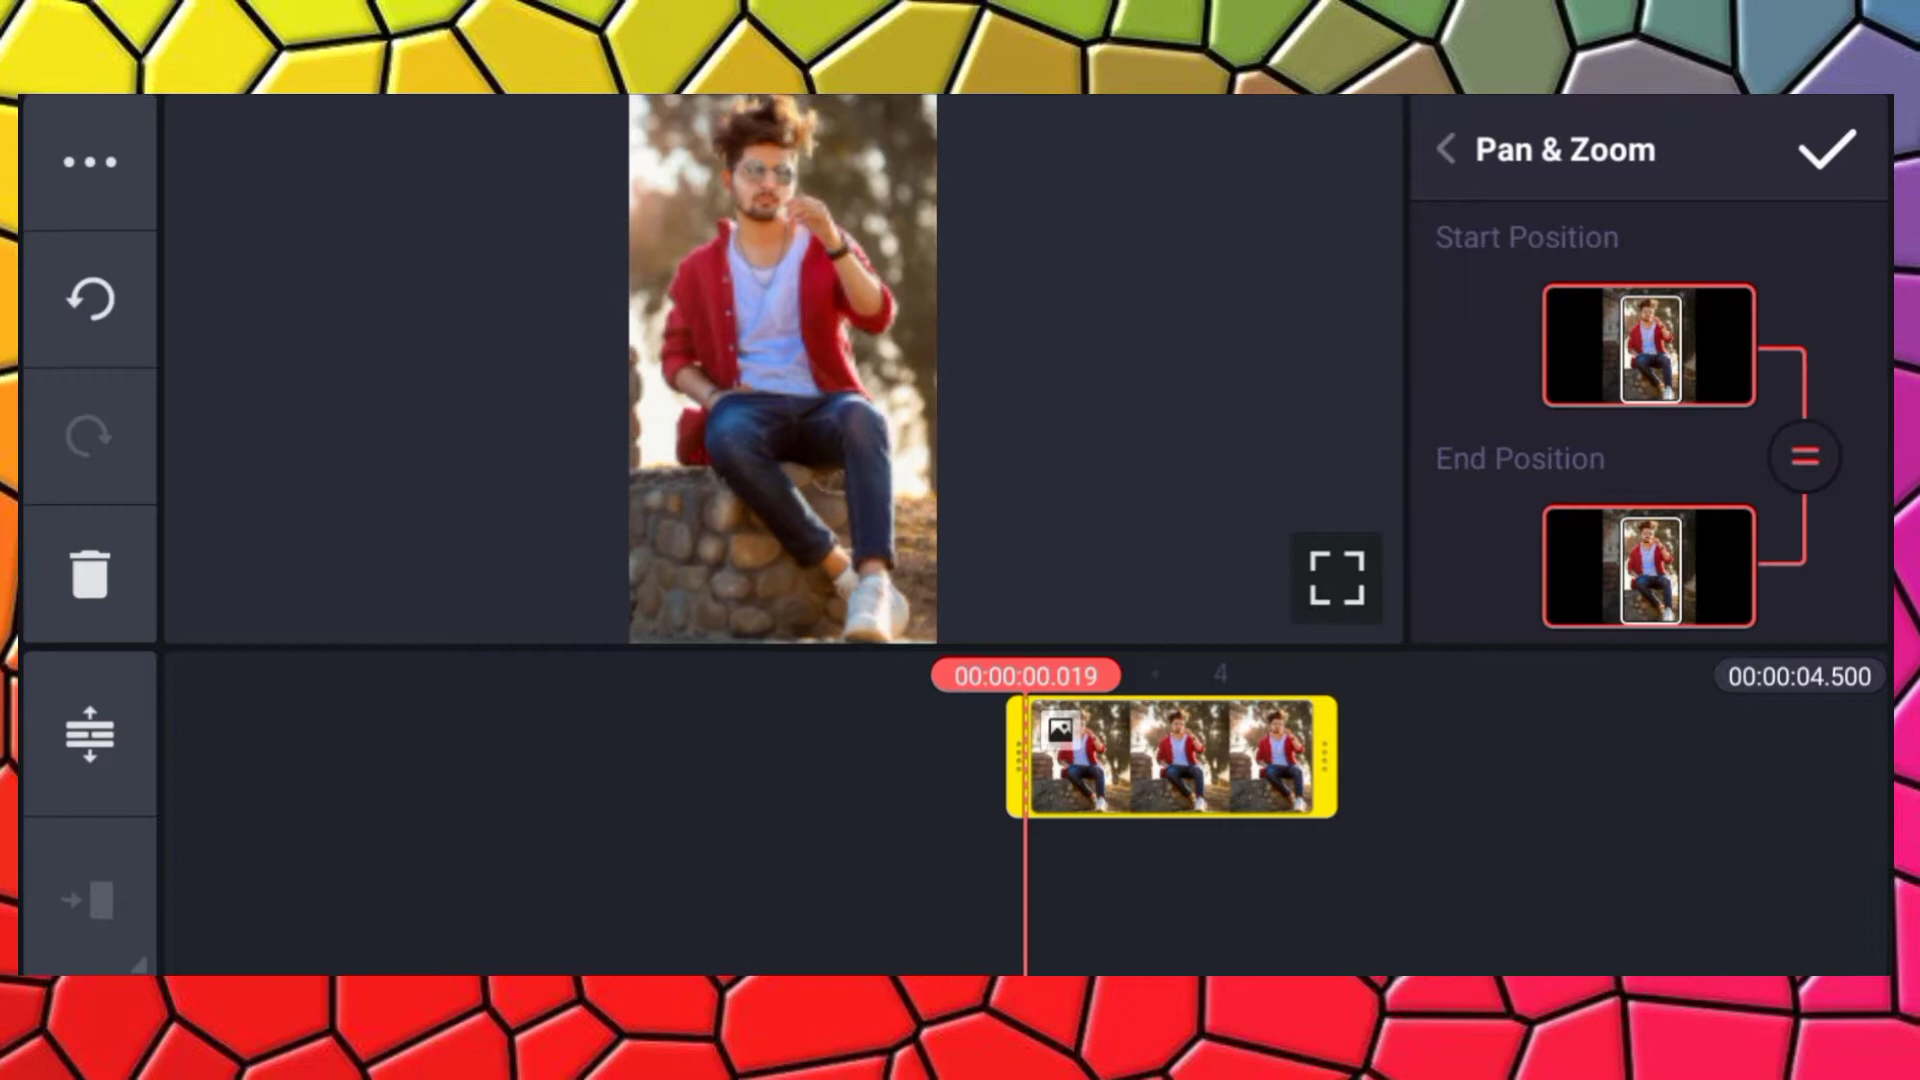 Pan & Zoom
Start Position
End Position
00:00:00.019
4
00:00:04.500